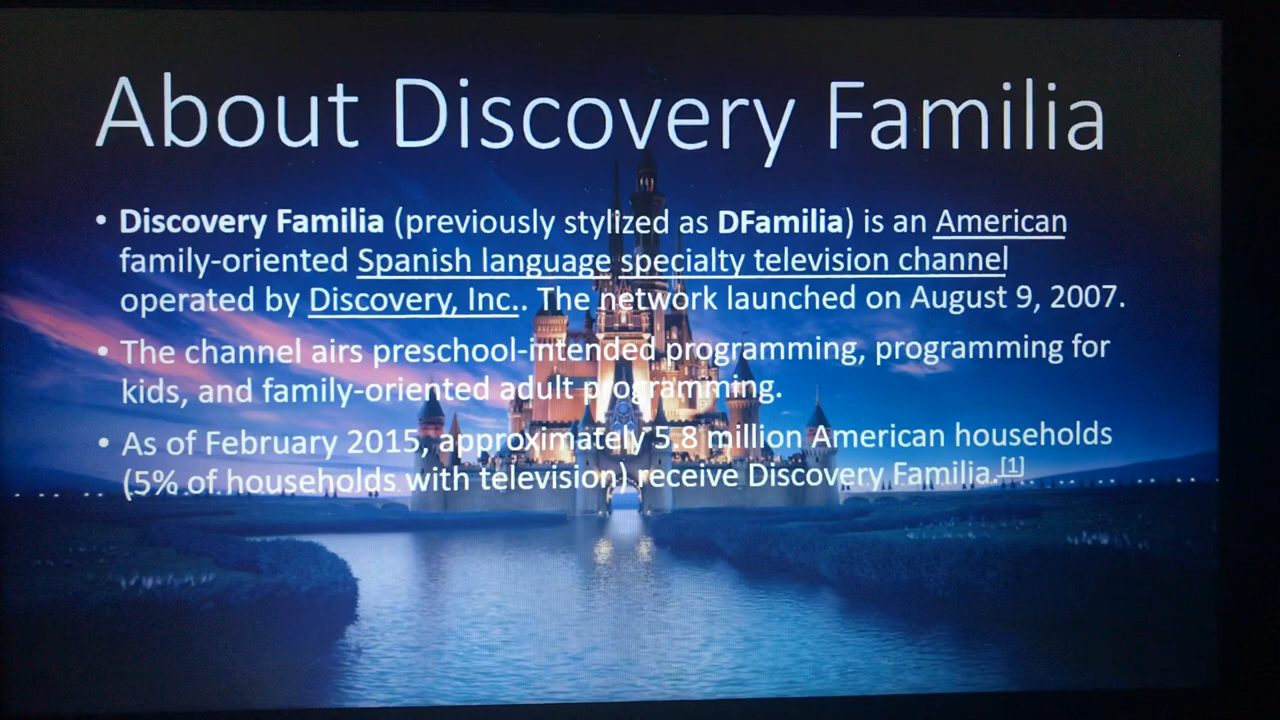 About Discovery Familia
• Discovery Familia (previously stylized as DFamilia) is an American
family-oriented Spanish language specialty television channel
operated by Discovery, Inc.. The network launched on August 9, 2007.
• The channel airs preschool-intended programming, programming for
kids, and family-oriented adult programming.
• As of February 2015, approximately 5.8 million American households
(5% of households with television) receive Discovery Familia.[1]